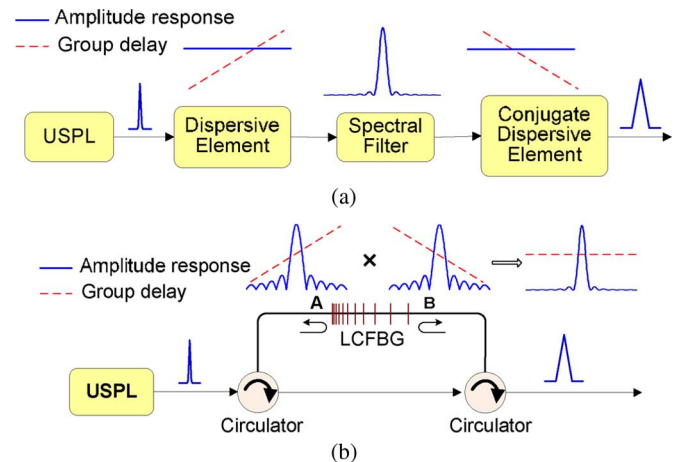 Amplitude response
Group delay
USPL
Dispersive
Element
Spectral
Filter
Conjugate
Dispersive
Element
(a)
Amplitude response
Group delay
×
A
B
LCFBG
USPL
Circulator
Circulator
(b)